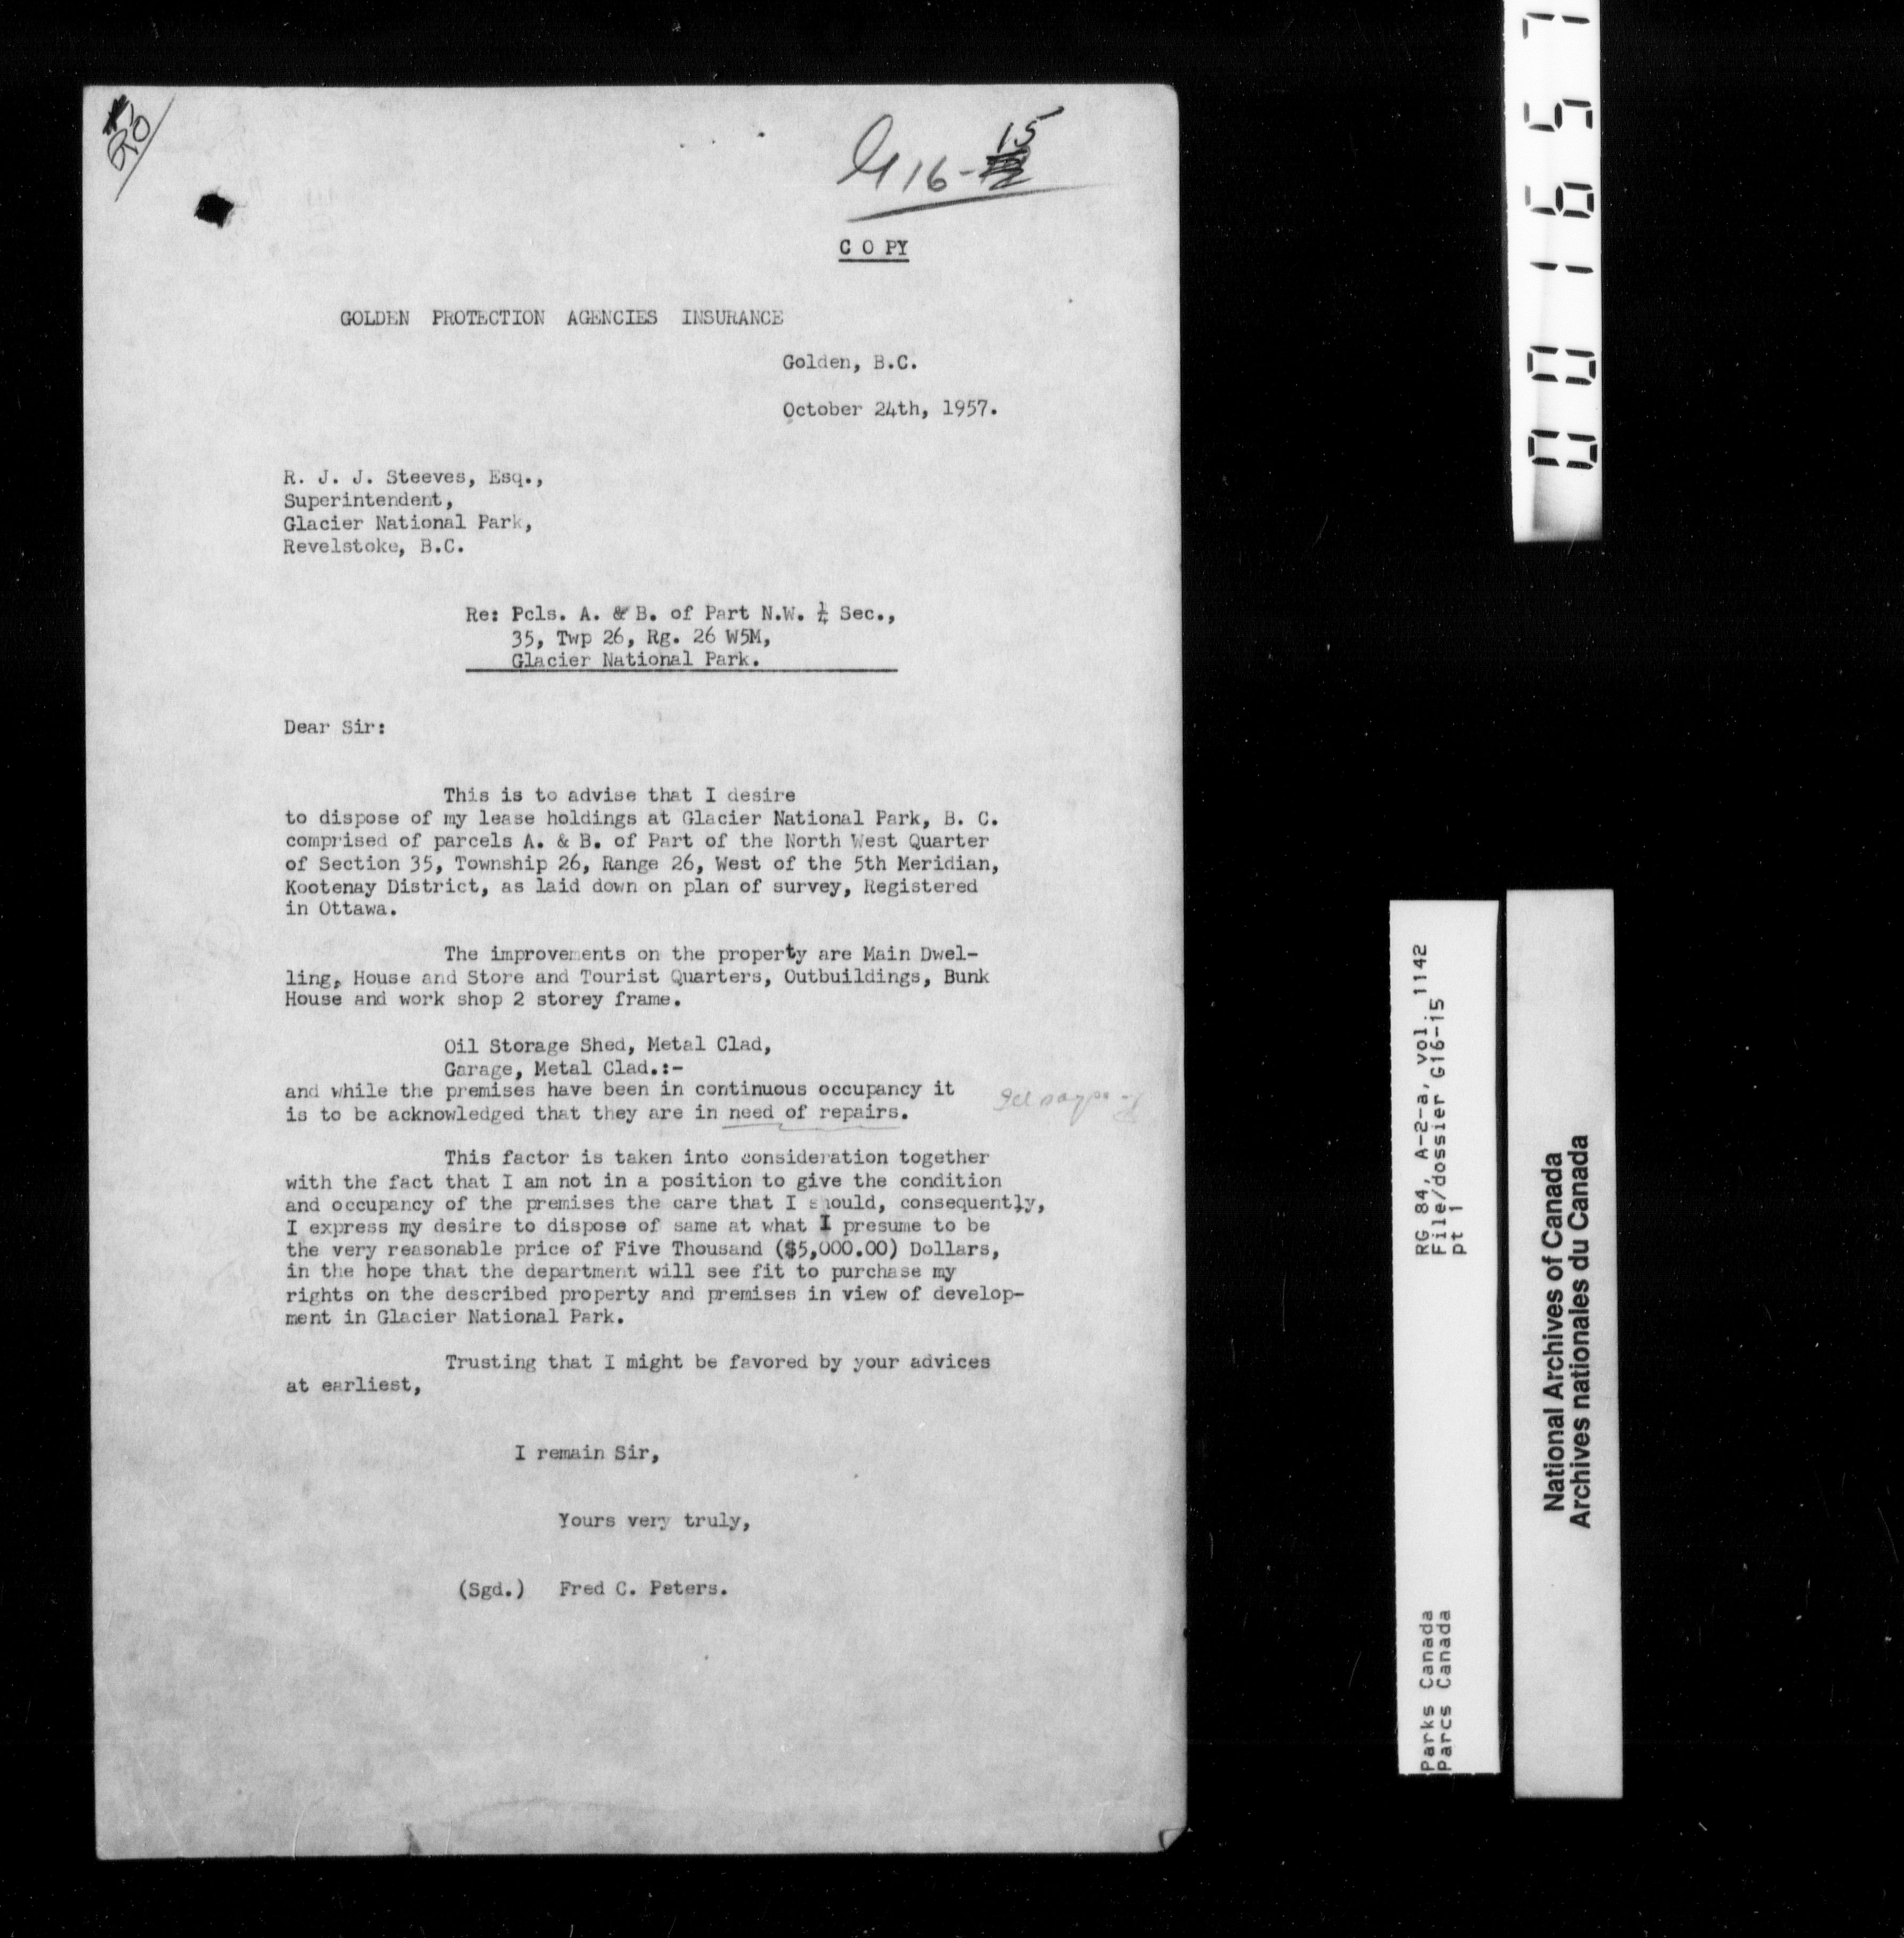 20
G16-15
C O PY
GOLDEN PROTECTION AGENCIES INSURANCE
Golden, B.C.
October 24th, 1957.
R. J. J. Steeves, Esq.,
Superintendent,
Glacier National Park,
Revelstoke, B.C.
Re: Pcls. A. & B. of Part N.W. ¼ Sec.,
35, Twp 26, Rg. 26 W5M,
Glacier National Park.
Dear Sir:
This is to advise that I desire
to dispose of my lease holdings at Glacier National Park, B. C.
comprised of parcels A. & B. of Part of the North West Quarter
of Section 35, Township 26, Range 26, West of the 5th Meridian,
Kootenay District, as laid down on plan of survey, Registered
in Ottawa.
The improvements on the property are Main Dwel-
ling, House and Store and Tourist Quarters, Outbuildings, Bunk
House and work shop 2 storey frame.
Oil Storage Shed, Metal Clad,
Garage, Metal Clad.:-
and while the premises have been in continuous occupancy it
is to be acknowledged that they are in need of repairs.
This factor is taken into consideration together
with the fact that I am not in a position to give the condition
and occupancy of the premises the care that I should, consequently,
I express my desire to dispose of same at what I presume to be
the very reasonable price of Five Thousand ($5,000.00) Dollars,
in the hope that the department will see fit to purchase my
rights on the described property and premises in view of develop-
ment in Glacier National Park.
Trusting that I might be favored by your advices
at earliest,
I remain Sir,
Yours very truly,
(Sgd.) Fred C. Peters.
001657
RG 84, A-2-a, vol. 1142
File/dossier G16-15
pt 1
Parks Canada
Parcs Canada
National Archives of Canada
Archives nationales du Canada